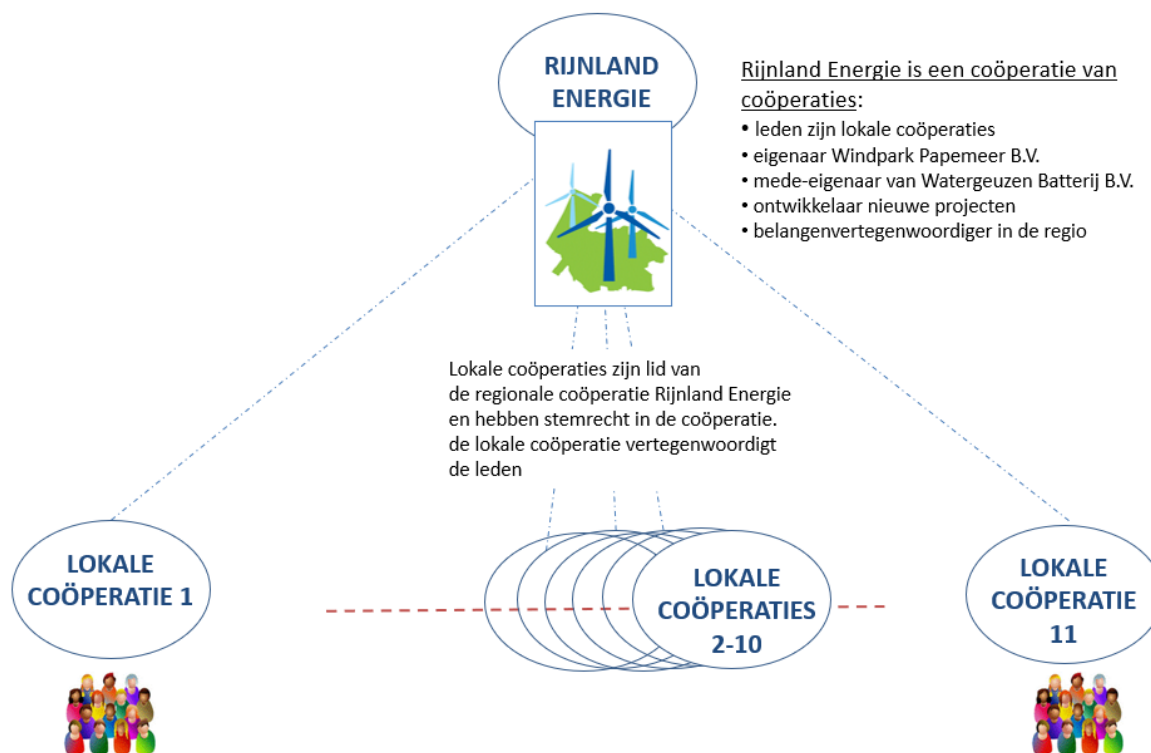 RIJNLAND
ENERGIE
Rijnland Energie is een coöperatie van
coöperaties:
• leden zijn lokale coöperaties
• eigenaar Windpark Papemeer B.V.
• mede-eigenaar van Watergeuzen Batterij B.V.
• ontwikkelaar nieuwe projecten
• belangenvertegenwoordiger in de regio
Lokale coöperaties zijn lid van
de regionale coöperatie Rijnland Energie
en hebben stemrecht in de coöperatie.
de lokale coöperatie vertegenwoordigt
de leden
LOKALE
COÖPERATIE 1
LOKALE
COÖPERATIES
2-10
LOKALE
COÖPERATIE
11